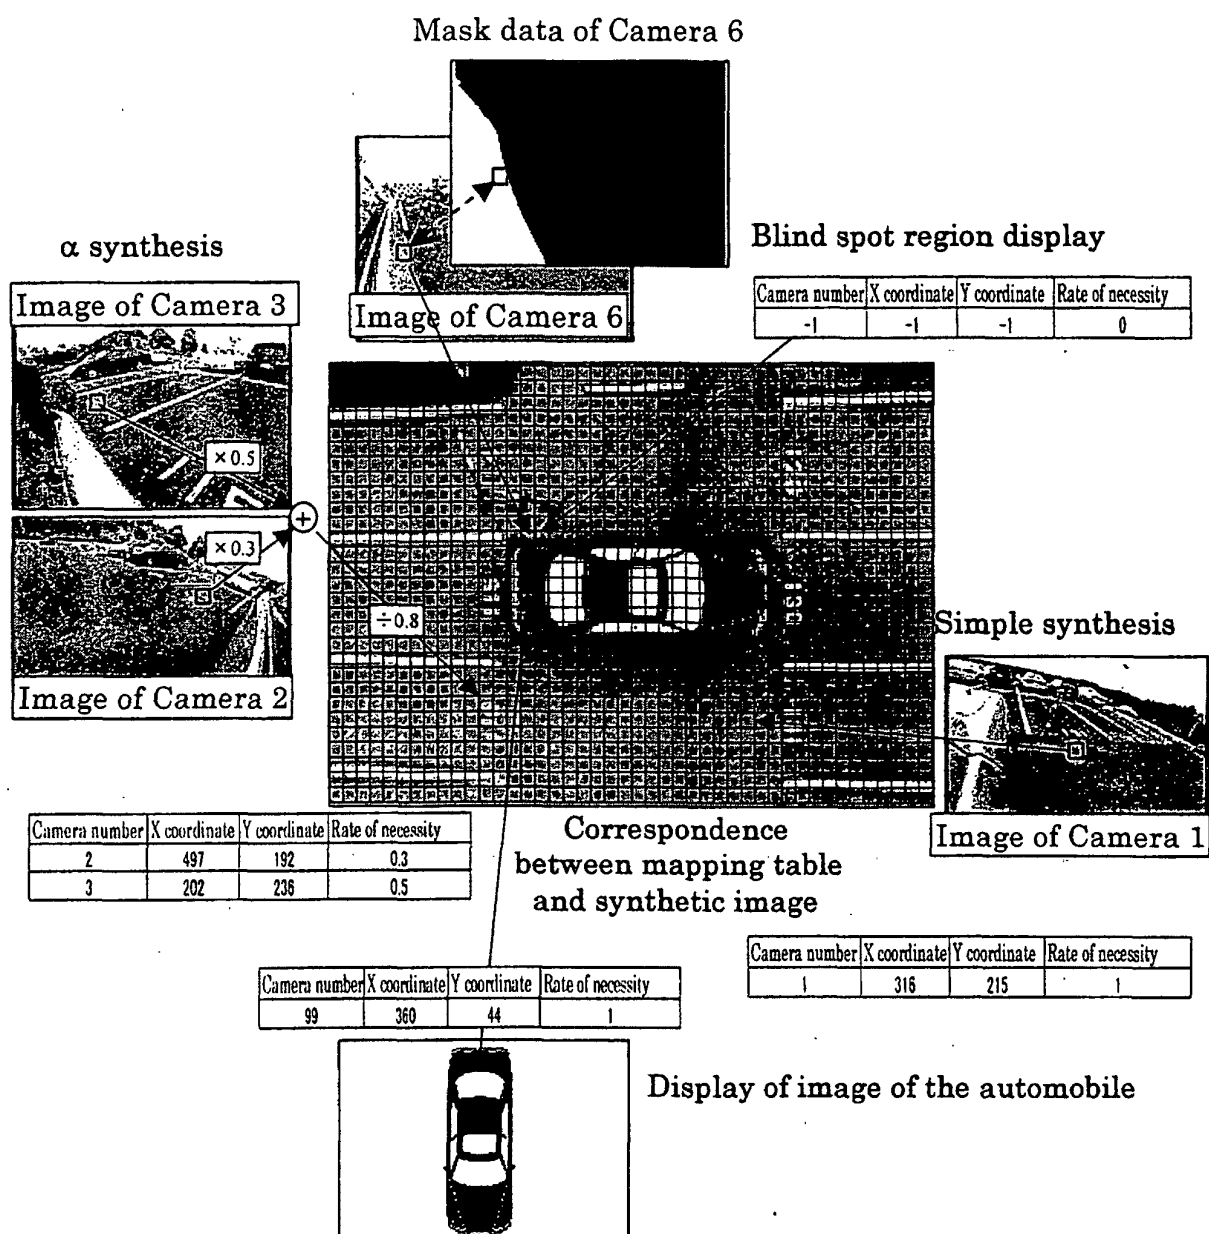 Mask data of Camera 6
α synthesis
Blind spot region display
Image of Camera 3
Image of Camera 6
Camera number X coordinate Y coordinate Rate of necessity
-1 -1 -1 0
× 0.5
+
× 0.3
÷0.8
Image of Camera 2
Simple synthesis
Image of Camera 1
Camera number X coordinate Y coordinate Rate of necessity
2 497 192 0.3
3 202 236 0.5
Correspondence
between mapping table
and synthetic image
Camera number X coordinate Y coordinate Rate of necessity
1 316 215 1
Camera number X coordinate Y coordinate Rate of necessity
99 360 44 1
Display of image of the automobile